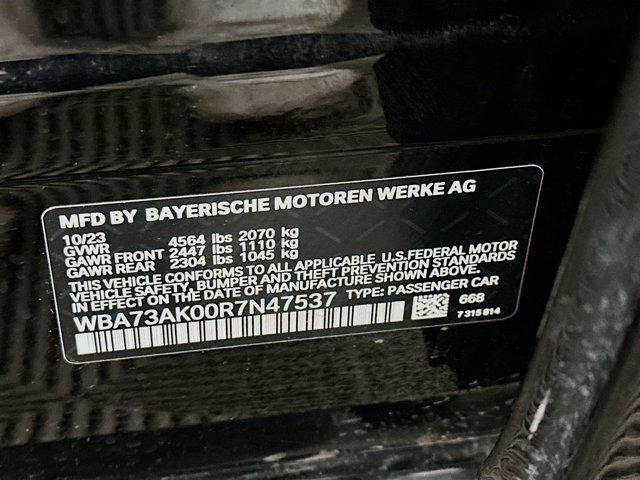 MFD BY BAYERISCHE MOTOREN WERKE AG
10/23
GVWR 4564 lbs 2070 kg
GAWR FRONT 2447 lbs 1110 kg
GAWR REAR 2304 lbs 1045 kg
THIS VEHICLE CONFORMS TO ALL APPLICABLE U.S. FEDERAL MOTOR
VEHICLE SAFETY, BUMPER, AND THEFT PREVENTION STANDARDS
IN EFFECT ON THE DATE OF MANUFACTURE SHOWN ABOVE.
WBA73AK00R7N47537 TYPE: PASSENGER CAR
668
7 315 814